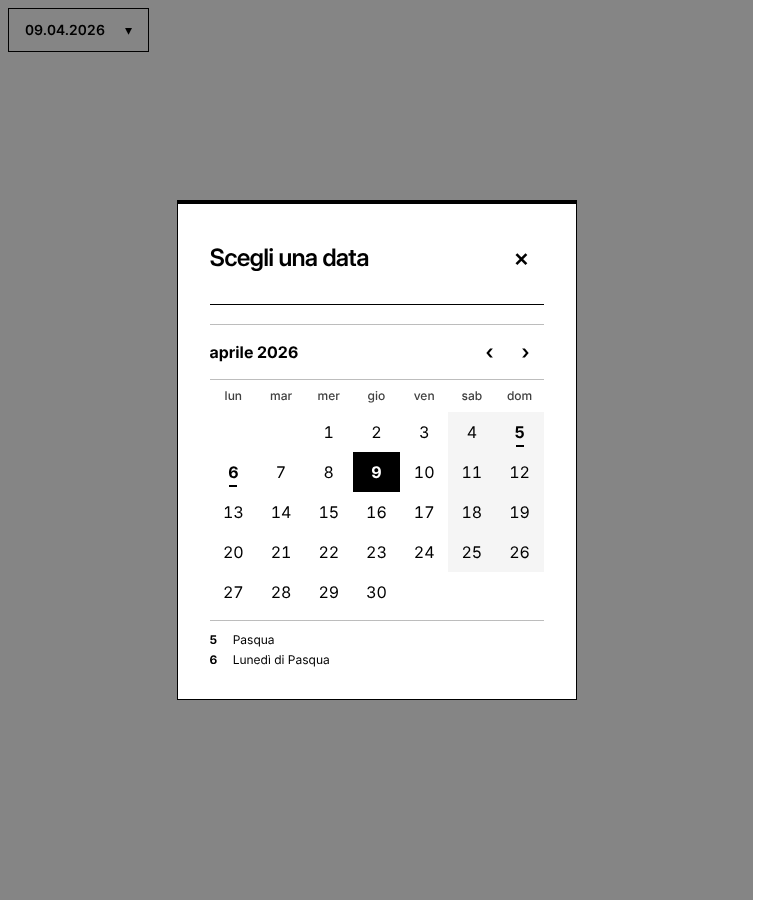 09.04.2026 ▼
Scegli una data ✕
aprile 2026 ‹ ›
lun mar mer gio ven sab dom
1 2 3 4 5
6 7 8 9 10 11 12
13 14 15 16 17 18 19
20 21 22 23 24 25 26
27 28 29 30
5 Pasqua
6 Lunedì di Pasqua